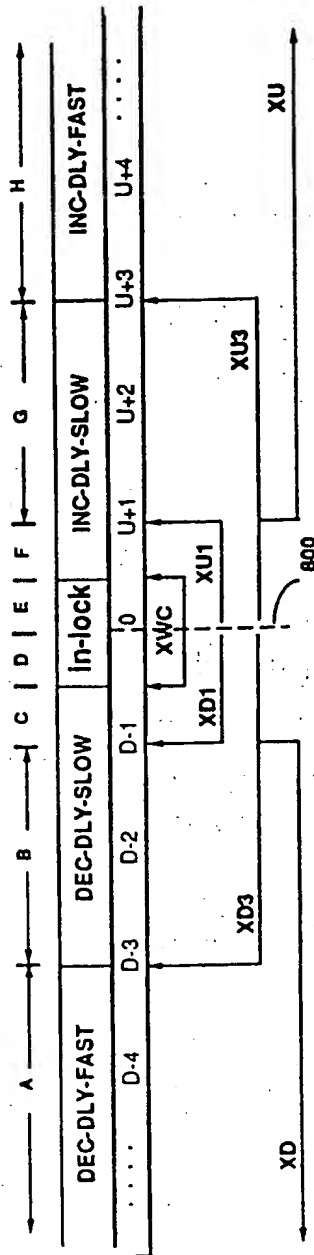 A B C D E F G H
DEC-DLY-FAST DEC-DLY-SLOW In-lock INC-DLY-SLOW INC-DLY-FAST
. . . . . D-4 D-3 D-2 D-1 0 U+1 U+2 U+3 U+4 . . . .
XWC
XD1 XU1
XD3 XU3
XD XU
800